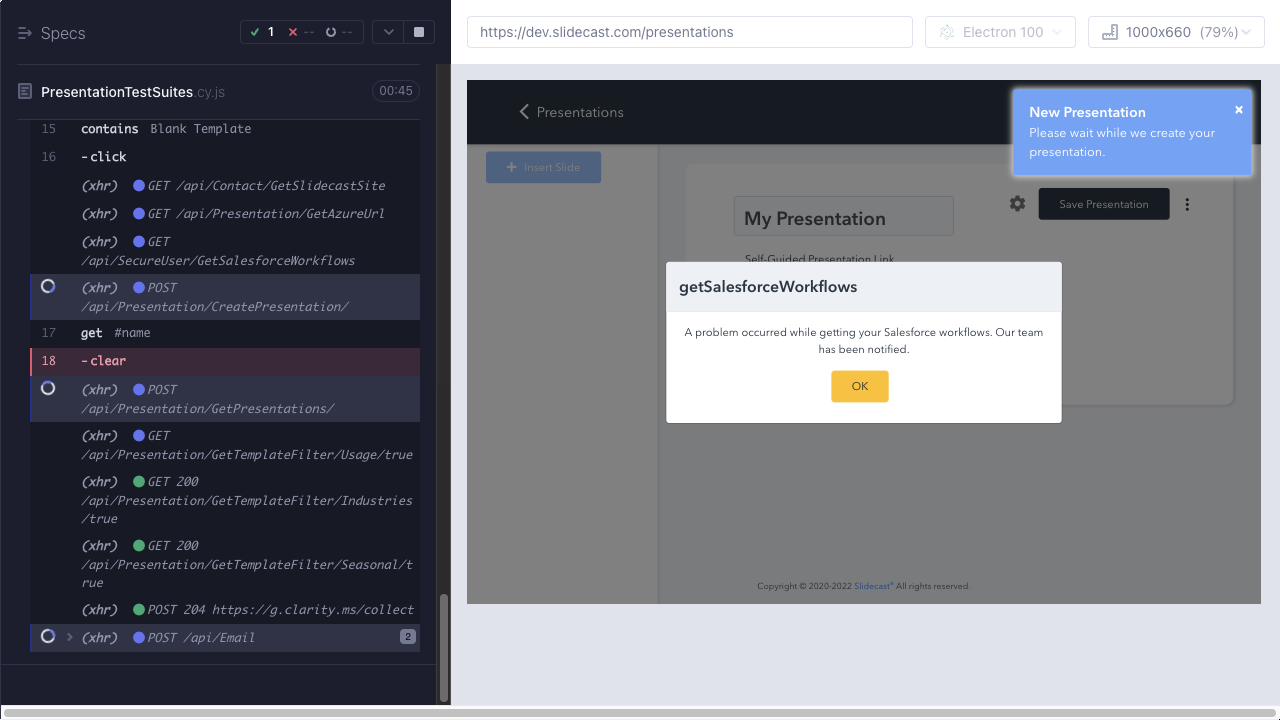 Specs
1 -- --
PresentationTestSuites.cy.js 00:45
15 contains Blank Template
16 -click
(xhr) GET /api/Contact/GetSlidecastSite
(xhr) GET /api/Presentation/GetAzureUrl
(xhr) GET
/api/SecureUser/GetSalesforceWorkflows
(xhr) POST
/api/Presentation/CreatePresentation/
17 get #name
18 -clear
(xhr) POST
/api/Presentation/GetPresentations/
(xhr) GET
/api/Presentation/GetTemplateFilter/Usage/true
(xhr) GET 200
/api/Presentation/GetTemplateFilter/Industries
/true
(xhr) GET 200
/api/Presentation/GetTemplateFilter/Seasonal/t
rue
(xhr) POST 204 https://g.clarity.ms/collect
(xhr) POST /api/Email 2
https://dev.slidecast.com/presentations
Electron 100
1000x660 (79%)
Presentations
New Presentation ×
Please wait while we create your
presentation.
+ Insert Slide
My Presentation
Save Presentation
Self-Guided Presentation Link
getSalesforceWorkflows
A problem occurred while getting your Salesforce workflows. Our team
has been notified.
OK
Copyright © 2020-2022 Slidecast® All rights reserved.